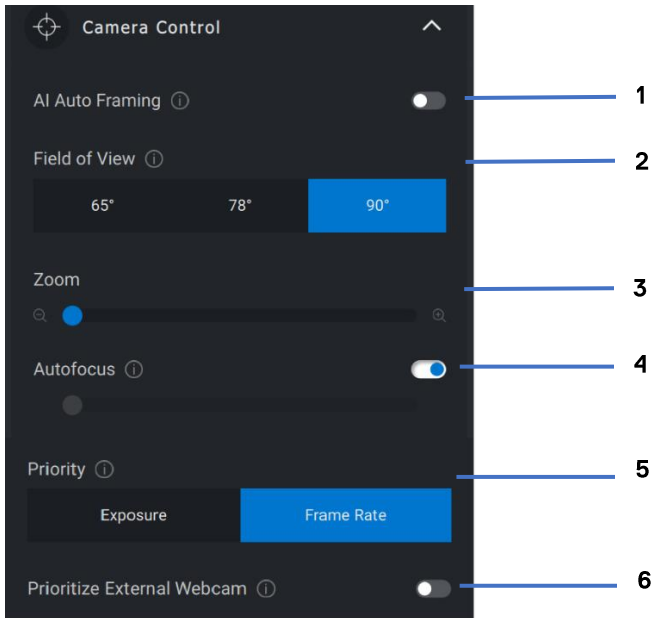 Camera Control
AI Auto Framing
1
Field of View
2
65° 78° 90°
Zoom
3
Autofocus
4
Priority
5
Exposure Frame Rate
Prioritize External Webcam
6